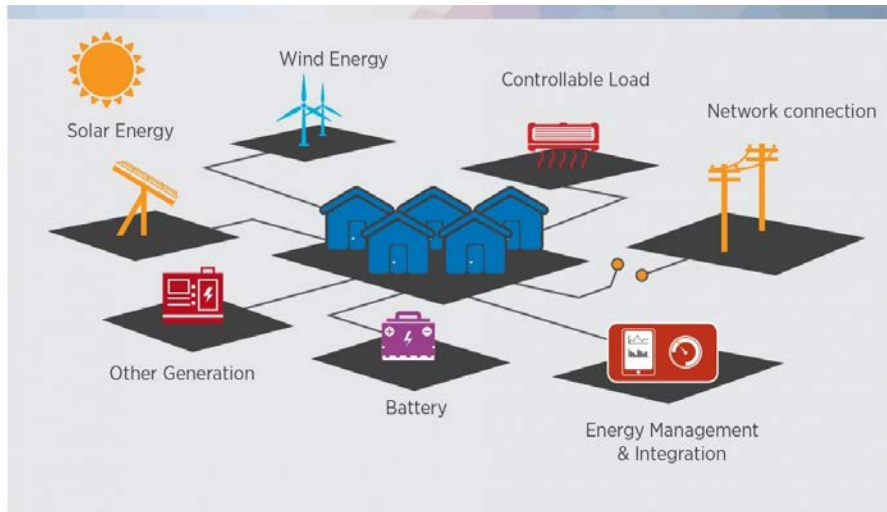 Wind Energy
Controllable Load
Network connection
Solar Energy
Other Generation
Battery
Energy Management
& Integration